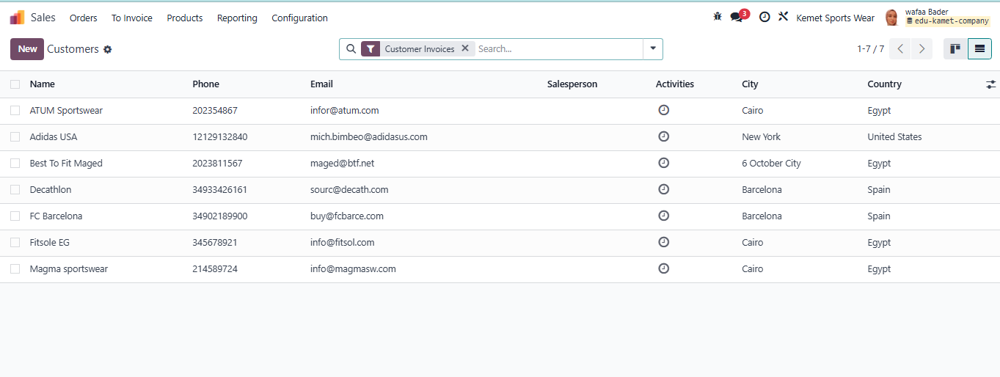 Sales Orders To Invoice Products Reporting Configuration 3 Kemet Sports Wear wafaa Bader
edu-kamet-company
New Customers Customer Invoices Search... 1-7 / 7
Name Phone Email Salesperson Activities City Country
ATUM Sportswear 202354867 infor@atum.com Cairo Egypt
Adidas USA 12129132840 mich.bimbeo@adidasus.com New York United States
Best To Fit Maged 2023811567 maged@btf.net 6 October City Egypt
Decathlon 34933426161 sourc@decath.com Barcelona Spain
FC Barcelona 34902189900 buy@fcbarce.com Barcelona Spain
Fitsole EG 345678921 info@fitsol.com Cairo Egypt
Magma sportswear 214589724 info@magmasw.com Cairo Egypt